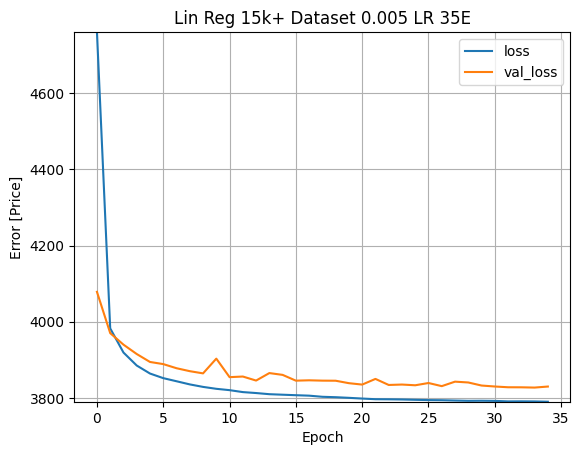 Lin Reg 15k+ Dataset 0.005 LR 35E
loss
val_loss
Error [Price]
4600
4400
4200
4000
3800
0 5 10 15 20 25 30 35
Epoch